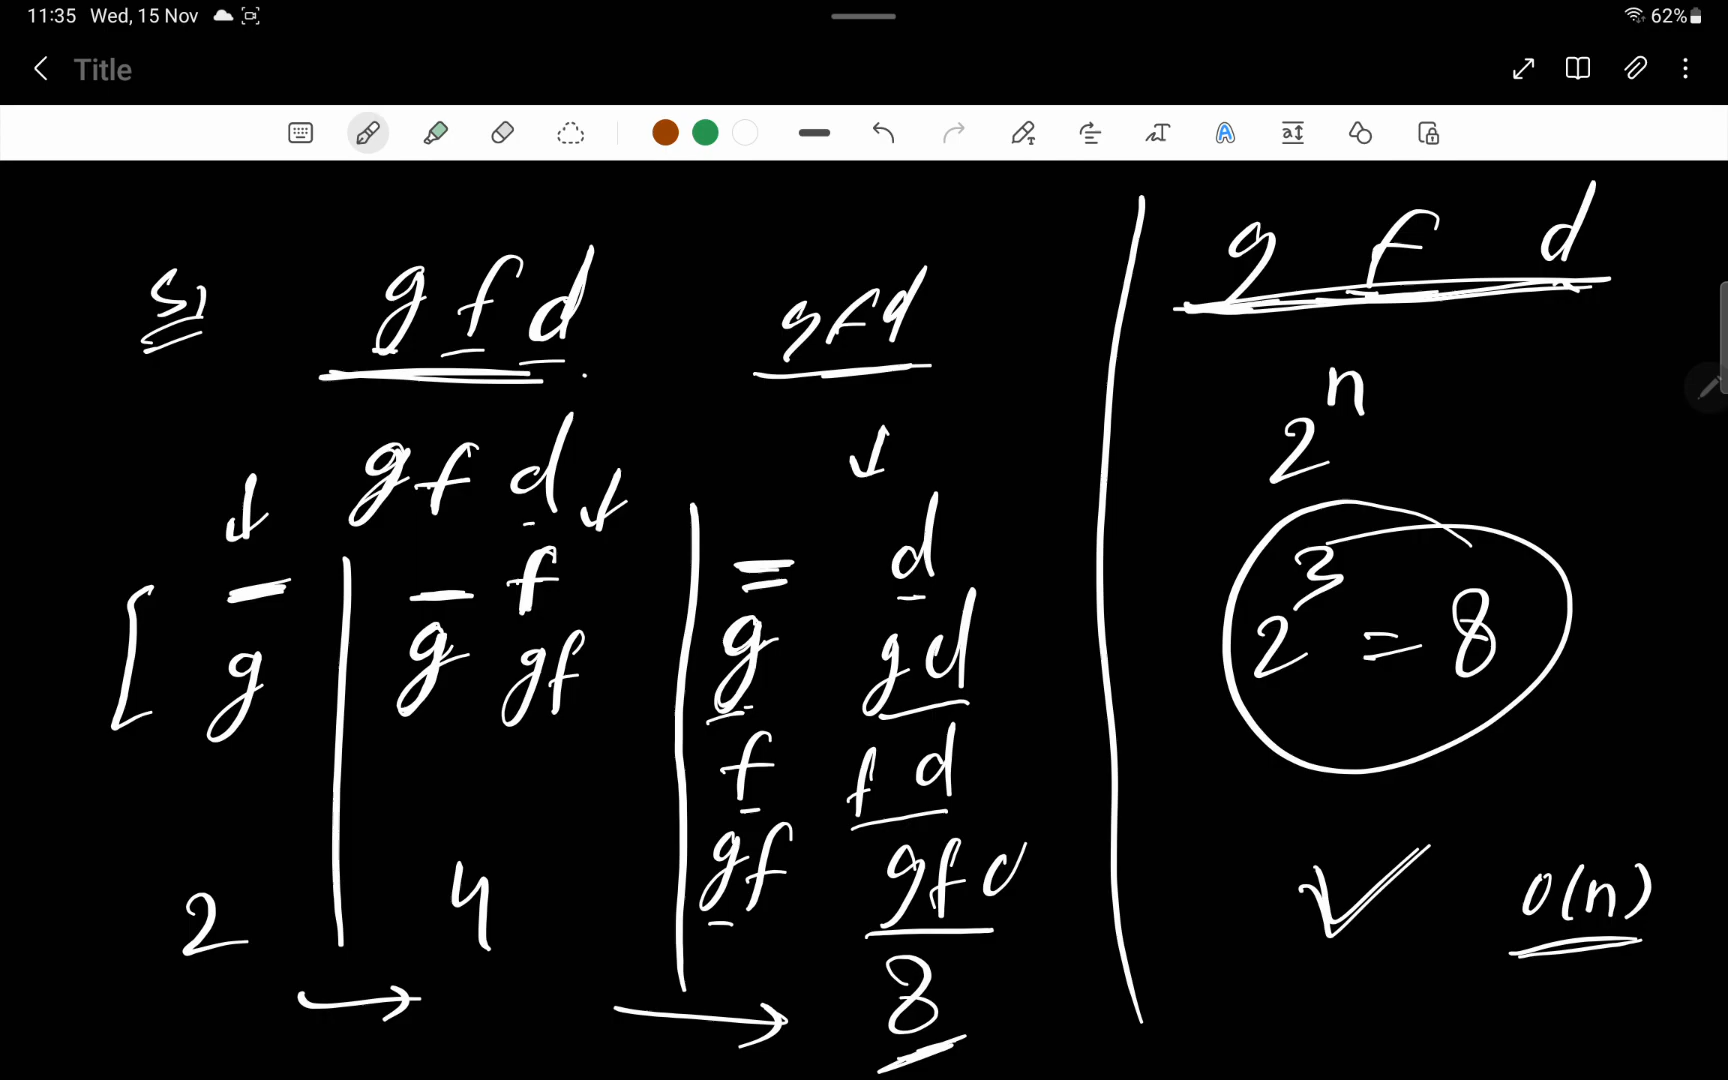 11:35 Wed, 15 Nov 62%
Title
S1 g f d gfd
g f d
g f d
— — f = d
g g gf g gd
f f d
gf gfd
2 4 8
2^n
2^3 = 8
O(n)